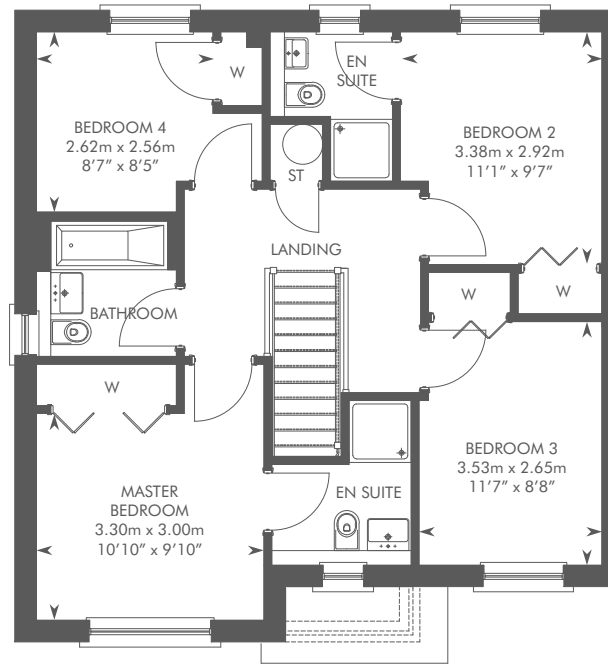 BEDROOM 4
2.62m x 2.56m
8’7” x 8’5”
W
EN
SUITE
BEDROOM 2
3.38m x 2.92m
11’1” x 9’7”
ST
LANDING
W
W
BATHROOM
W
MASTER
BEDROOM
3.30m x 3.00m
10’10” x 9’10”
EN SUITE
BEDROOM 3
3.53m x 2.65m
11’7” x 8’8”